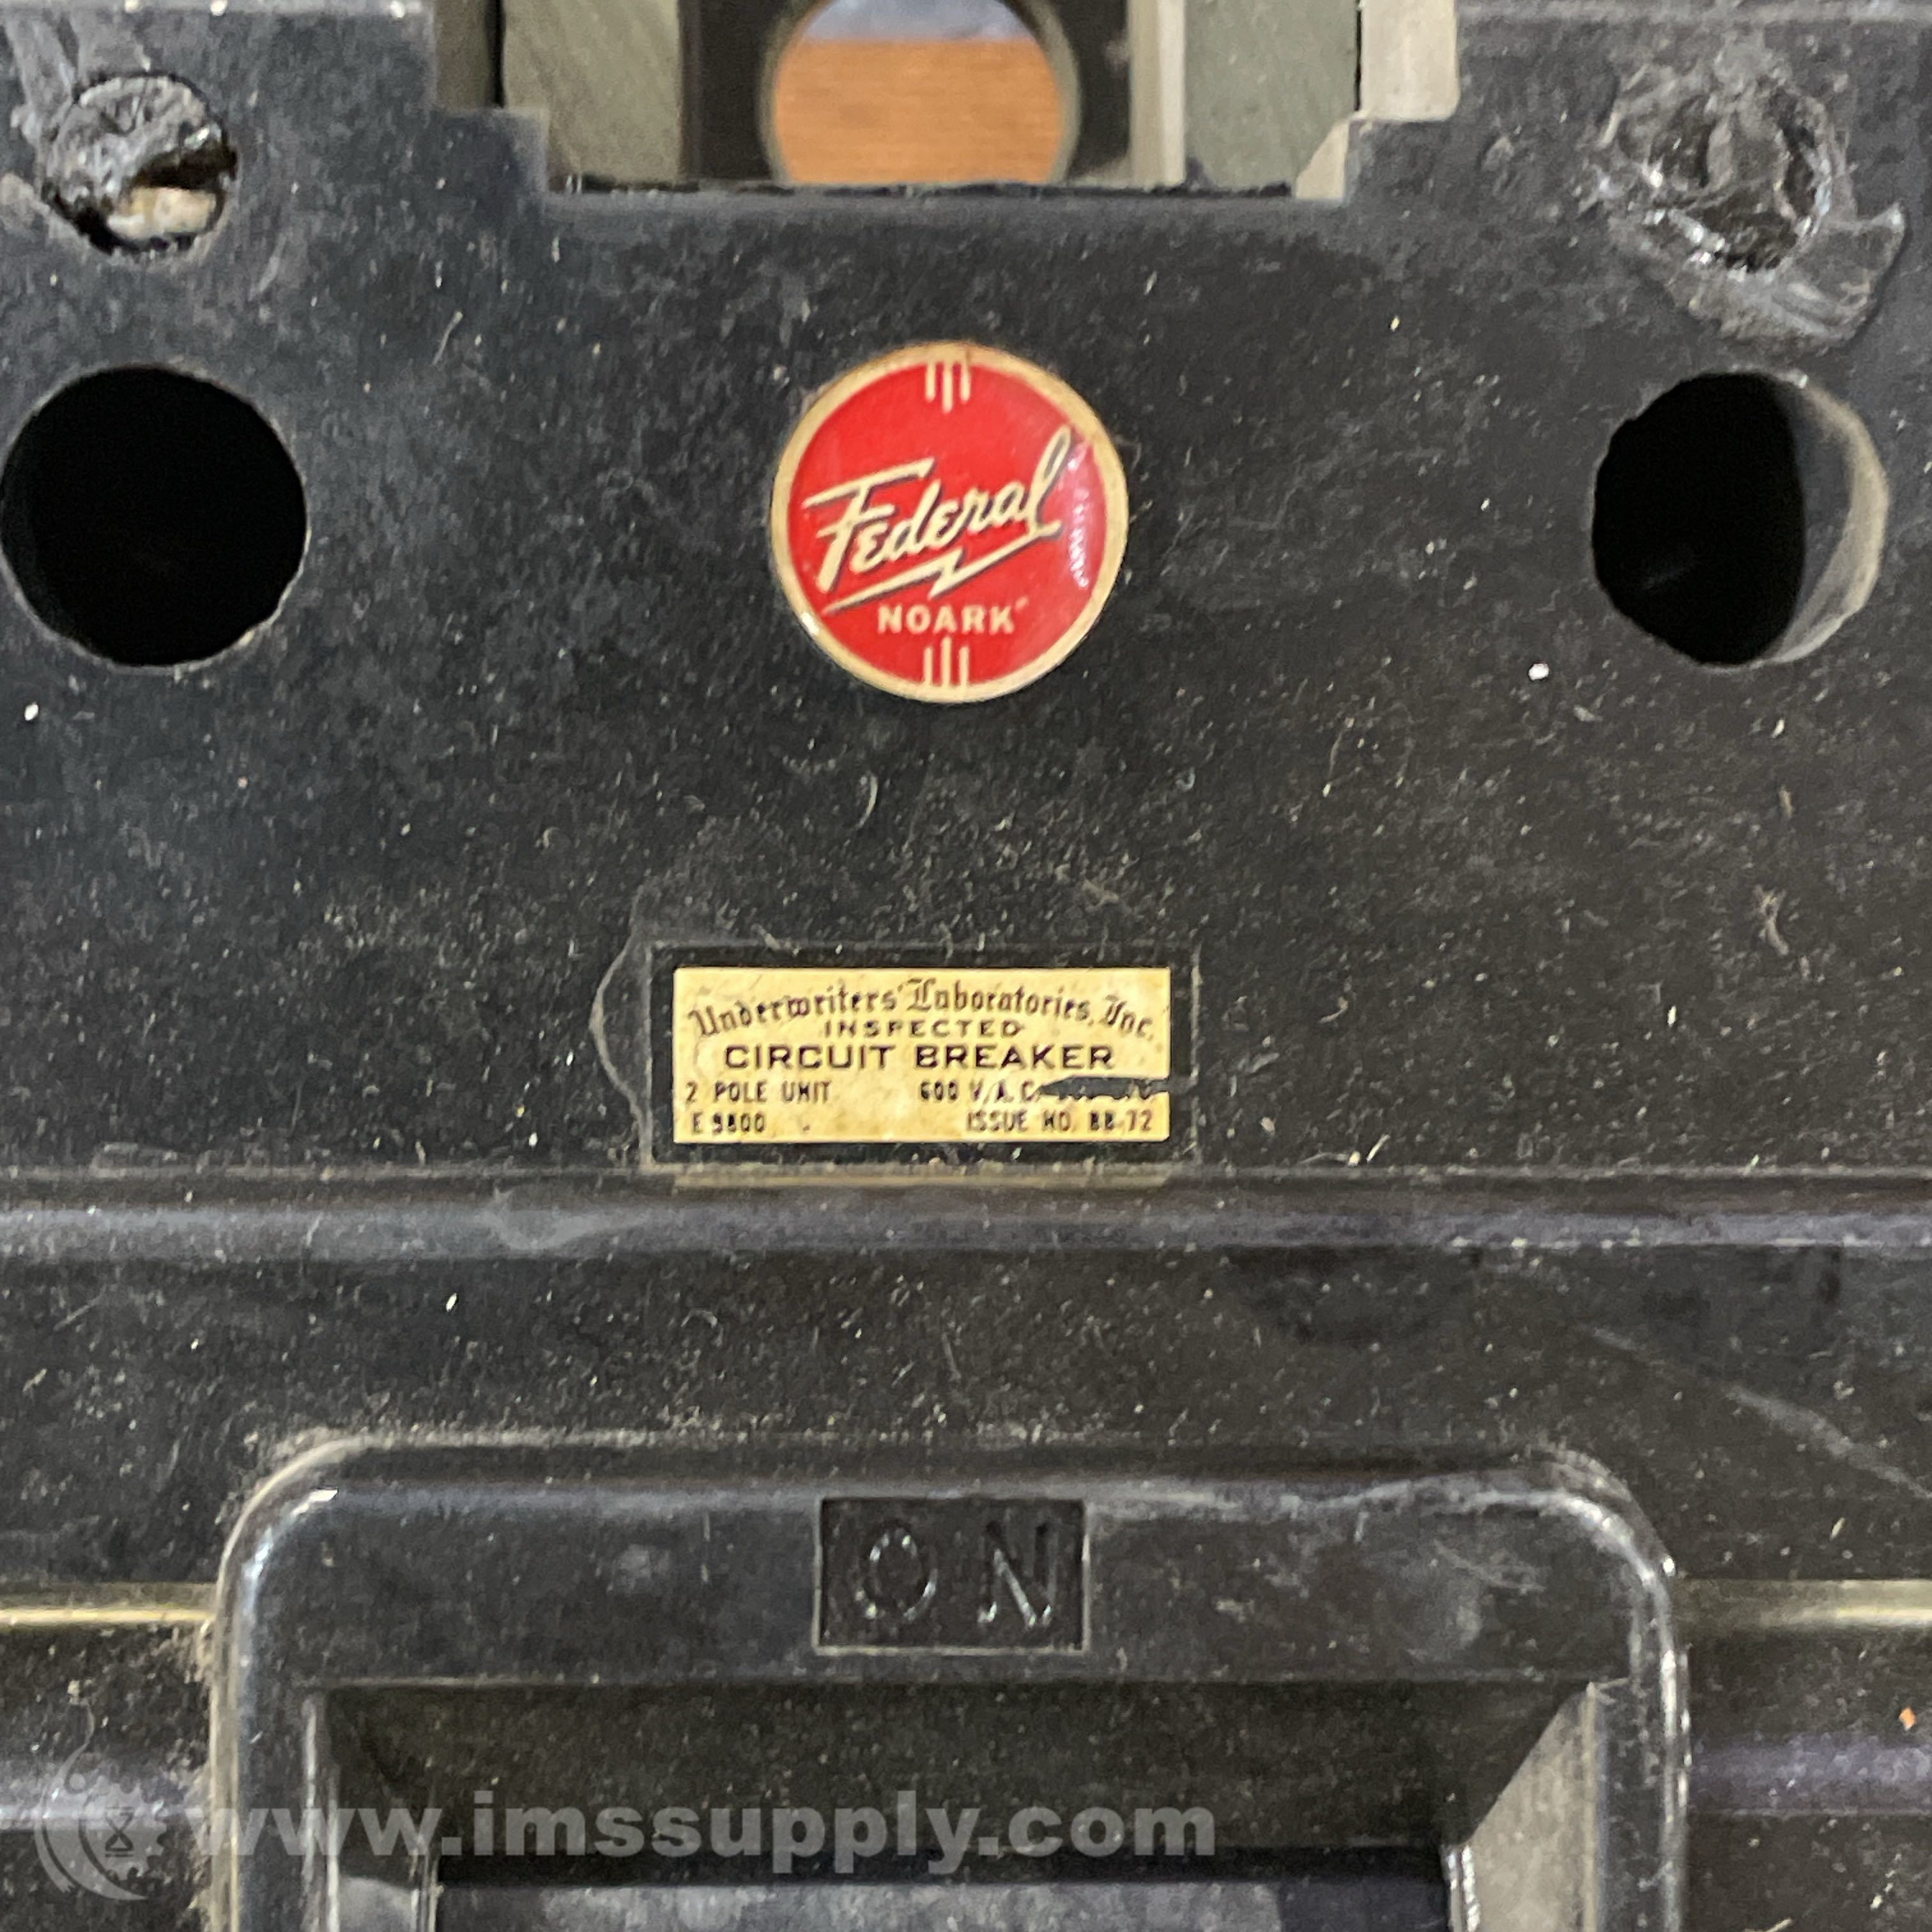 Federal
NOARK
Underwriters' Laboratories, Inc.
INSPECTED
CIRCUIT BREAKER
2 POLE UNIT 600 V. A. C.
E 9800 ISSUE NO. BB-72
ON
www.imssupply.com